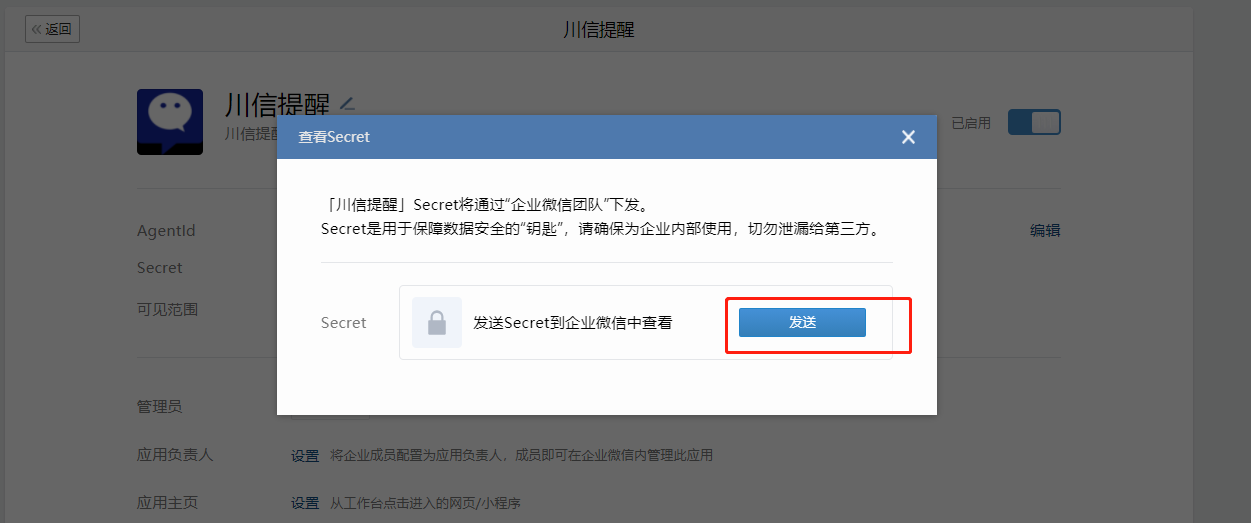 返回
川信提醒
川信提醒
川信提醒
已启用
查看Secret
「川信提醒」Secret将通过“企业微信团队”下发。
Secret是用于保障数据安全的“钥匙”，请确保为企业内部使用，切勿泄漏给第三方。
AgentId
编辑
Secret
可见范围
Secret
发送Secret到企业微信中查看
发送
管理员
应用负责人
设置 将企业成员配置为应用负责人，成员即可在企业微信内管理此应用
应用主页
设置 从工作台点击进入的网页/小程序